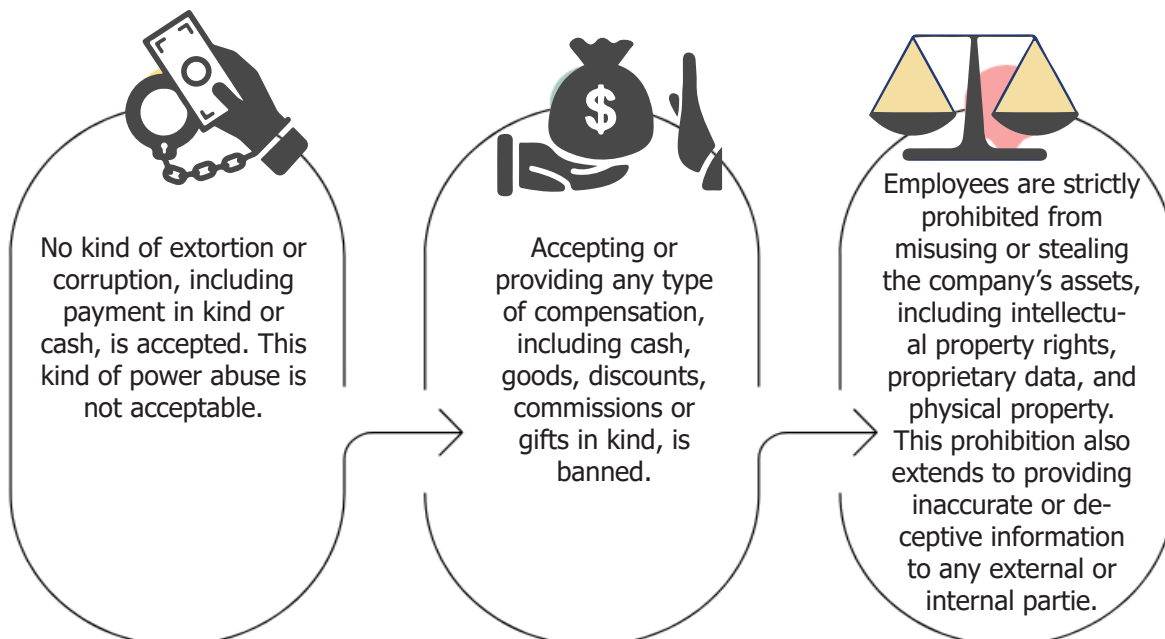 $
No kind of extortion or
corruption, including
payment in kind or
cash, is accepted. This
kind of power abuse is
not acceptable.
Accepting or
providing any type
of compensation,
including cash,
goods, discounts,
commissions or
gifts in kind, is
banned.
Employees are strictly
prohibited from
misusing or stealing
the company’s assets,
including intellectu-
al property rights,
proprietary data, and
physical property.
This prohibition also
extends to providing
inaccurate or de-
ceptive information
to any external or
internal partie.